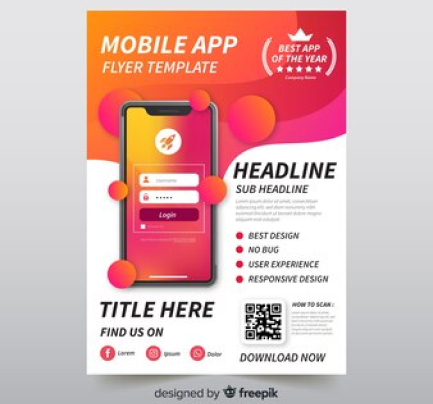 MOBILE APP
FLYER TEMPLATE
BEST APP
OF THE YEAR
Company Name
Username
Login
HEADLINE
SUB HEADLINE
BEST DESIGN
NO BUG
USER EXPERIENCE
RESPONSIVE DESIGN
TITLE HERE
FIND US ON
Lorem
Ipsum
Dolor
HOW TO SCAN :
DOWNLOAD NOW
designed by freepik